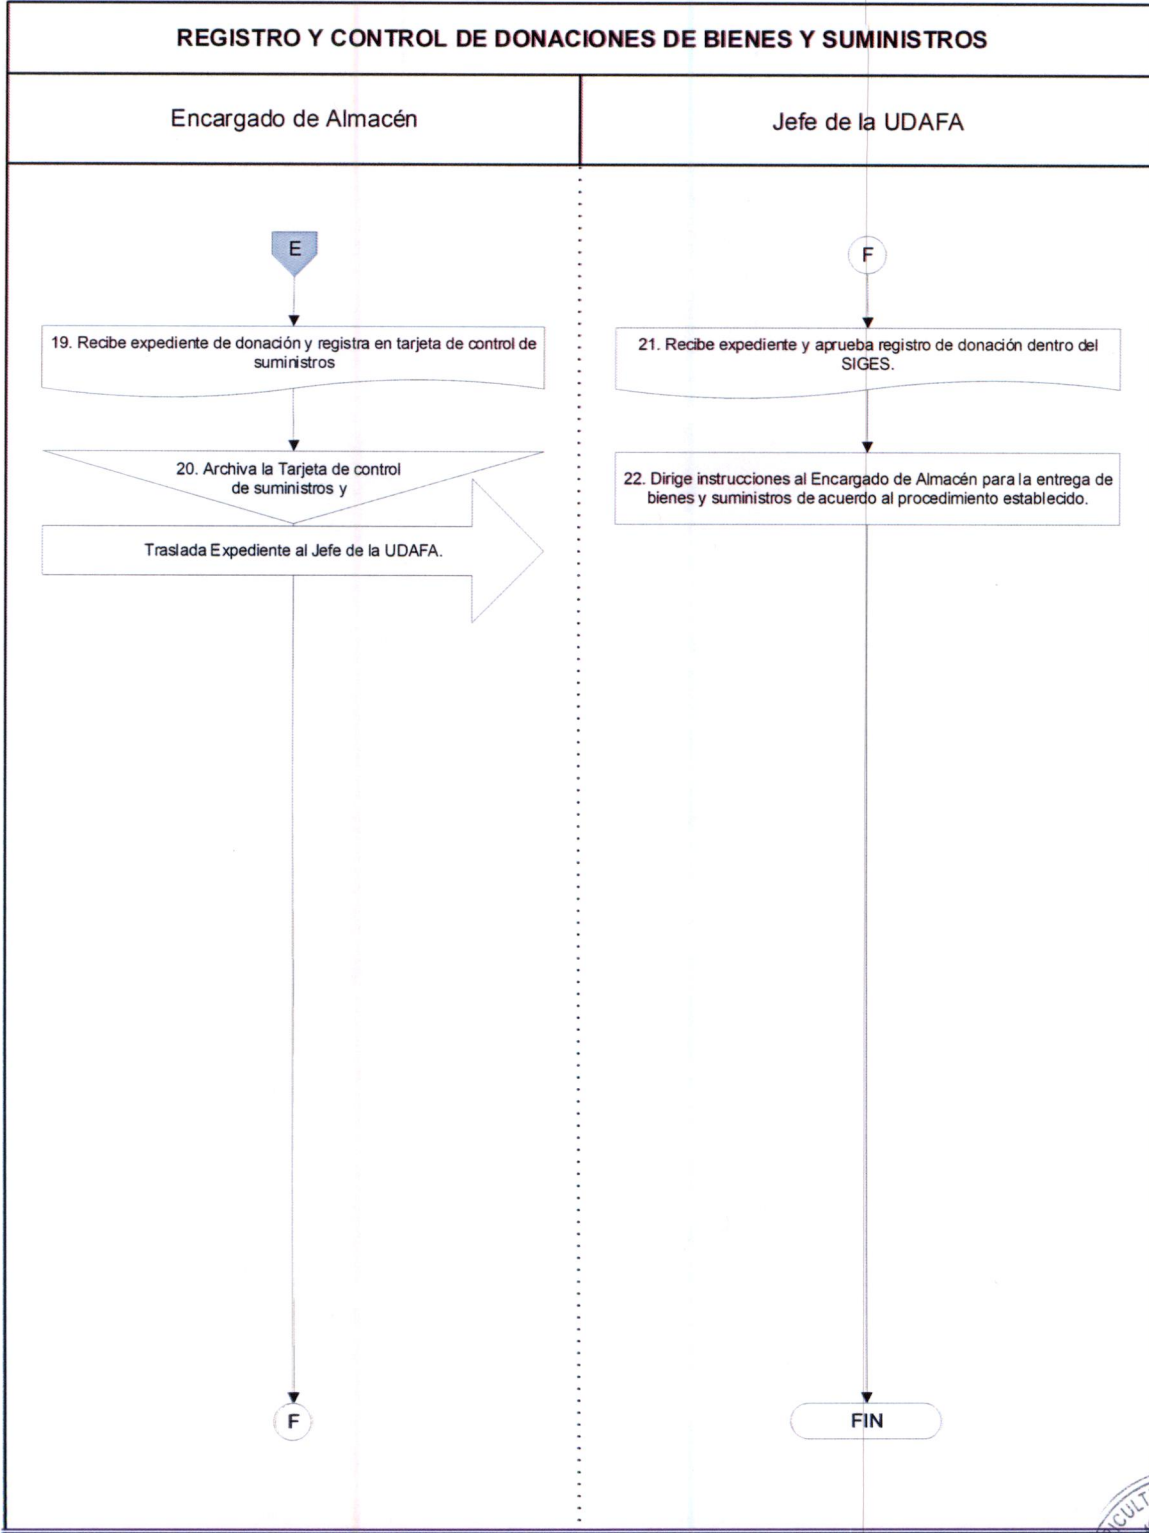 REGISTRO Y CONTROL DE DONACIONES DE BIENES Y SUMINISTROS
Encargado de Almacén
Jefe de la UDAFA
E
19. Recibe expediente de donación y registra en tarjeta de control de
suministros
20. Archiva la Tarjeta de control
de suministros y
Traslada Expediente al Jefe de la UDAFA.
F
F
21. Recibe expediente y aprueba registro de donación dentro del
SIGES.
22. Dirige instrucciones al Encargado de Almacén para la entrega de
bienes y suministros de acuerdo al procedimiento establecido.
FIN